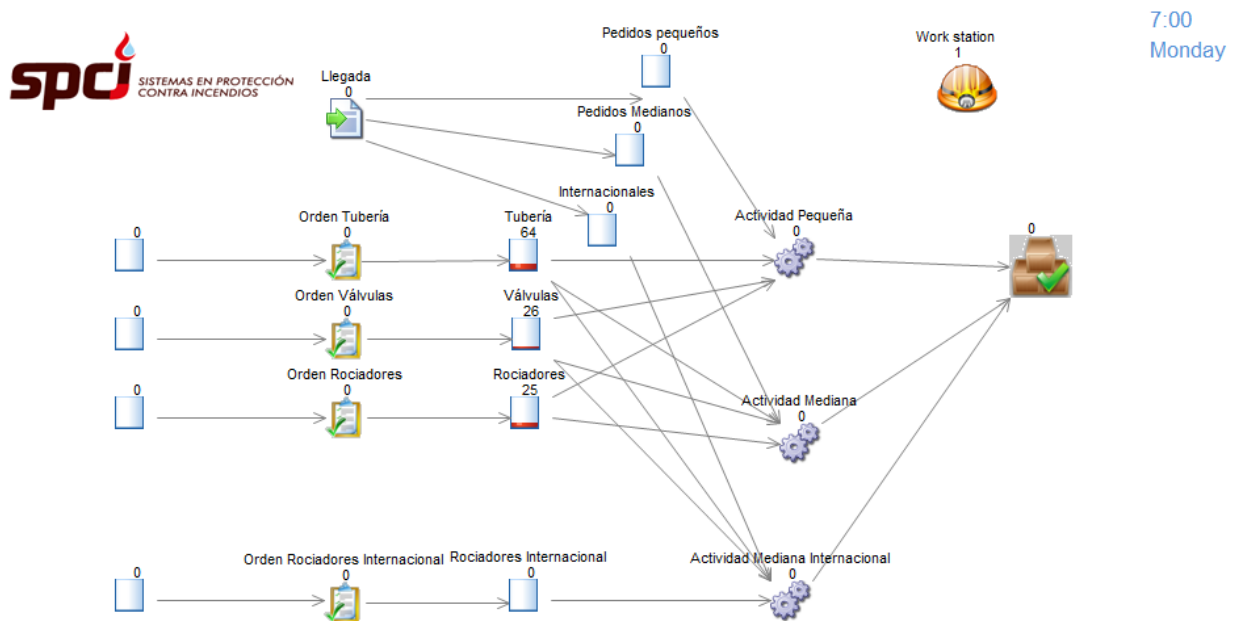 7:00
Monday
spci
SISTEMAS EN PROTECCIÓN
CONTRA INCENDIOS
Llegada
0
Pedidos pequeños
0
Work station
1
Pedidos Medianos
0
Internacionales
0
0
Orden Tubería
0
Tubería
64
Actividad Pequeña
0
0
0
Orden Válvulas
0
Válvulas
26
0
Orden Rociadores
0
Rociadores
25
Actividad Mediana
0
0
Orden Rociadores Internacional
0
Rociadores Internacional
0
Actividad Mediana Internacional
0